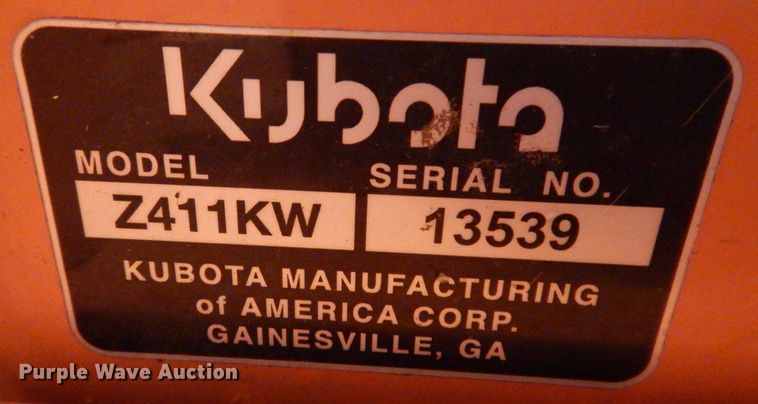 Kubota
MODEL SERIAL NO.
Z411KW 13539
KUBOTA MANUFACTURING
of AMERICA CORP.
GAINESVILLE, GA
Purple Wave Auction